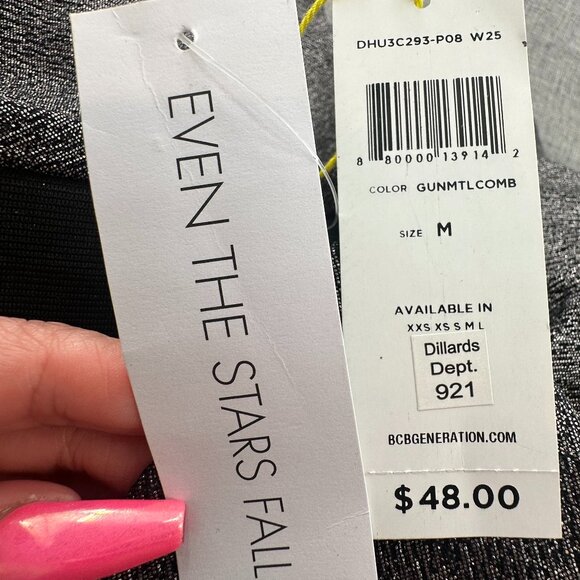 EVEN THE STARS FALL
DHU3C293-P08 W25
8 80000 13914 2
COLOR GUNMTLCOMB
SIZE M
AVAILABLE IN
XXS XS S M L
Dillards
Dept.
921
BCBGENERATION.COM
$48.00